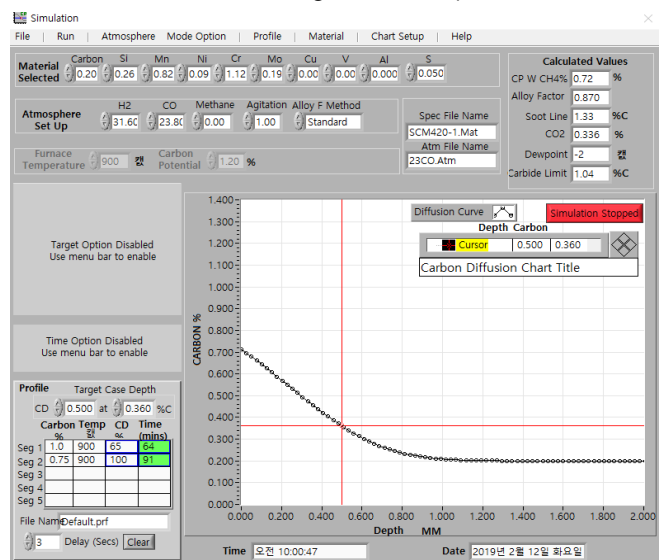 Simulation
File | Run | Atmosphere Mode Option | Profile | Material | Chart Setup | Help
Material Selected
Carbon Si Mn Ni Cr Mo Cu V Al S
0.20 0.26 0.82 0.09 1.12 0.19 0.00 0.00 0.000 0.050
Atmosphere Set Up
H2 CO Methane Agitation Alloy F Method
31.60 23.80 0.00 1.00 Standard
Furnace Temperature 900 캜 Carbon Potential 1.20 %
Spec File Name
SCM420-1.Mat
Atm File Name
23CO.Atm
Calculated Values
CP W CH4% 0.72 %
Alloy Factor 0.870
Soot Line 1.33 %C
CO2 0.336 %
Dewpoint -2 캜
Carbide Limit 1.04 %C
Target Option Disabled
Use menu bar to enable
Time Option Disabled
Use menu bar to enable
Profile Target Case Depth
CD 0.500 at 0.360 %C
Carbon % Temp 캜 CD % Time (mins)
Seg 1 1.0 900 65 64
Seg 2 0.75 900 100 91
Seg 3
Seg 4
Seg 5
File Name Default.prf
3 Delay (Secs) Clear
Diffusion Curve
Simulation Stopped
Depth Carbon
Cursor 0.500 0.360
Carbon Diffusion Chart Title
CARBON %
1.400
1.300
1.200
1.100
1.000
0.900
0.800
0.700
0.600
0.500
0.400
0.300
0.200
0.100
0.000
0.000 0.200 0.400 0.600 0.800 1.000 1.200 1.400 1.600 1.800 2.000
Depth MM
Time 오전 10:00:47
Date 2019년 2월 12일 화요일